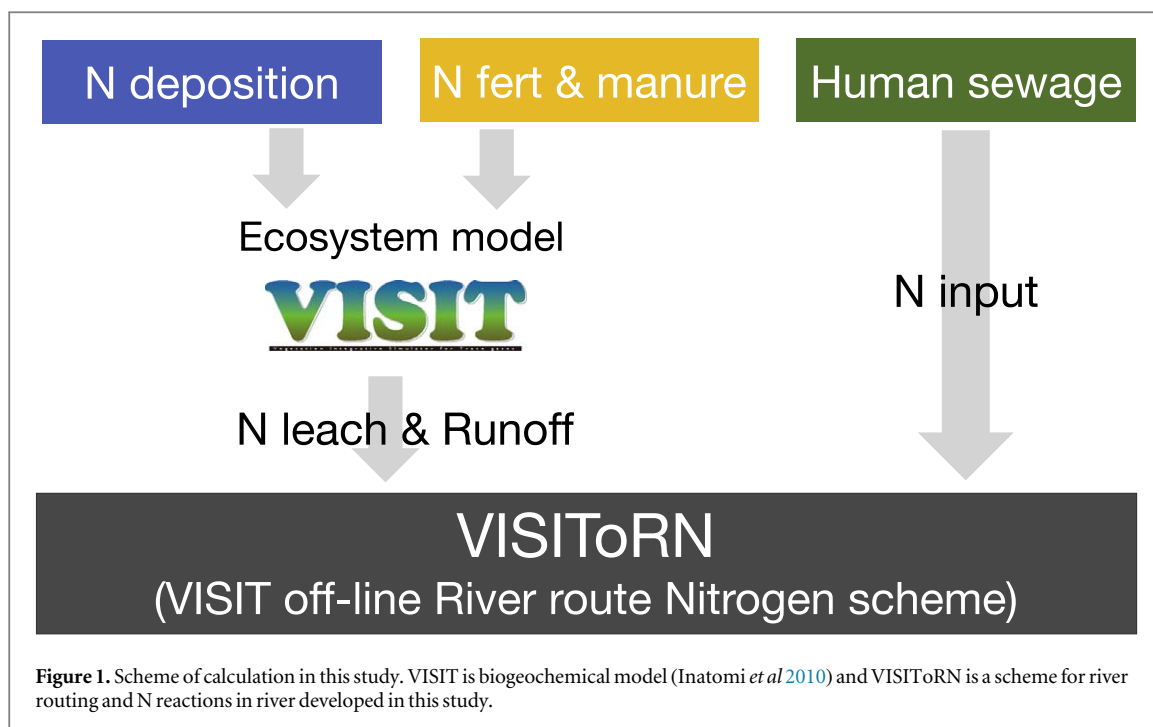 N deposition
N fert & manure
Human sewage
Ecosystem model
VISIT
N input
N leach & Runoff
VISIToRN
(VISIT off-line River route Nitrogen scheme)
Figure 1. Scheme of calculation in this study. VISIT is biogeochemical model (Inatomi et al 2010) and VISIToRN is a scheme for river
routing and N reactions in river developed in this study.